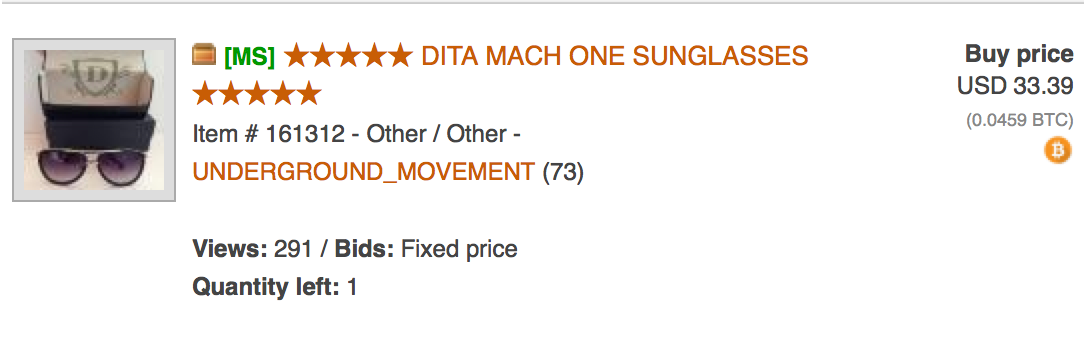 [MS] ★★★★★ DITA MACH ONE SUNGLASSES
★★★★★
Item # 161312 - Other / Other -
UNDERGROUND_MOVEMENT (73)
Views: 291 / Bids: Fixed price
Quantity left: 1
Buy price
USD 33.39
(0.0459 BTC)
B
D